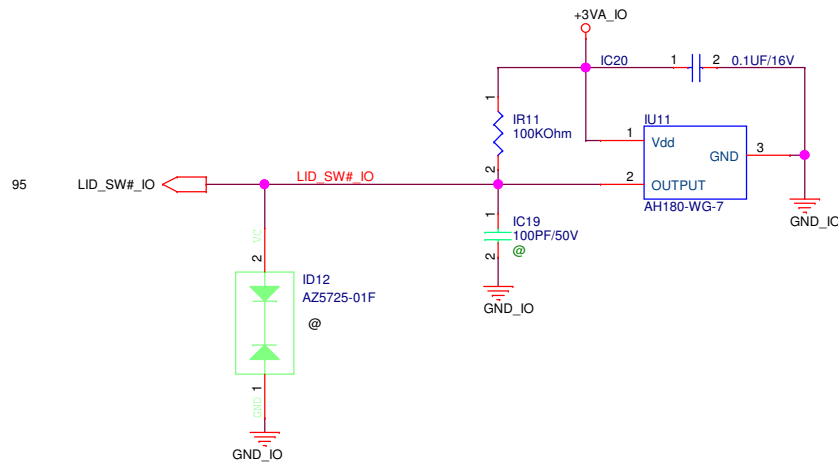 +3VA_IO
IC20
1
2
0.1UF/16V
1
IR11
100KOhm
2
IU11
1
Vdd
GND
3
2
OUTPUT
AH180-WG-7
GND_IO
95
LID_SW#_IO
LID_SW#_IO
1
IC19
100PF/50V
@
2
GND_IO
VC
2
ID12
AZ5725-01F
@
1
GND
GND_IO